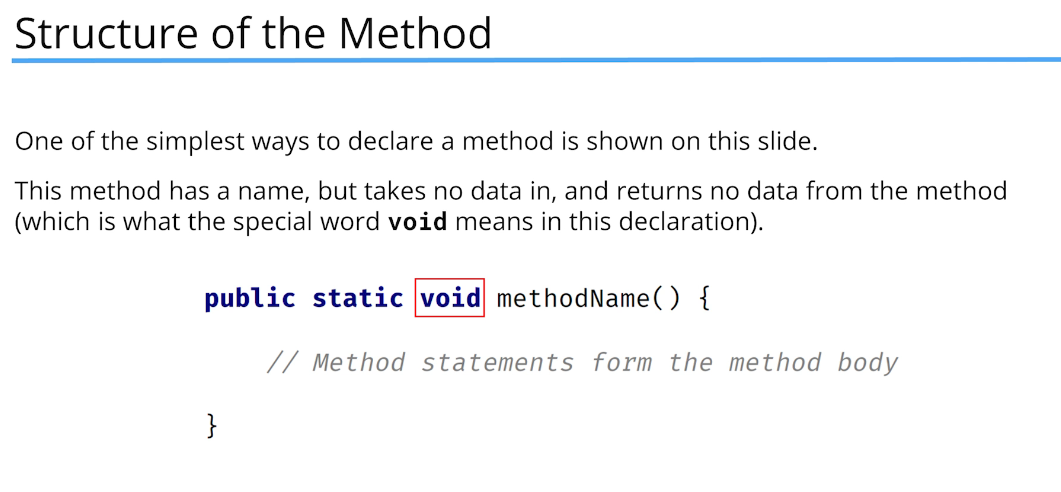 Structure of the Method
One of the simplest ways to declare a method is shown on this slide.
This method has a name, but takes no data in, and returns no data from the method
(which is what the special word void means in this declaration).
public static void methodName() {
// Method statements form the method body
}